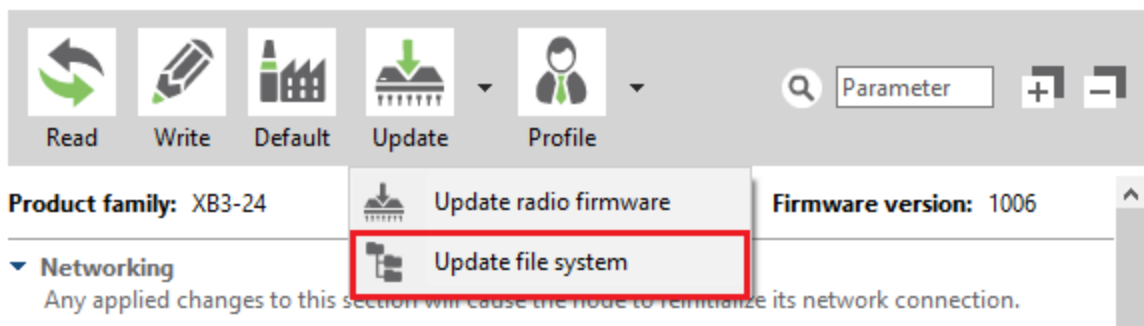 Parameter
Read Write Default Update Profile
Update radio firmware
Product family: XB3-24 Firmware version: 1006
Update file system
Networking
Any applied changes to this section will cause the node to reinitialize its network connection.